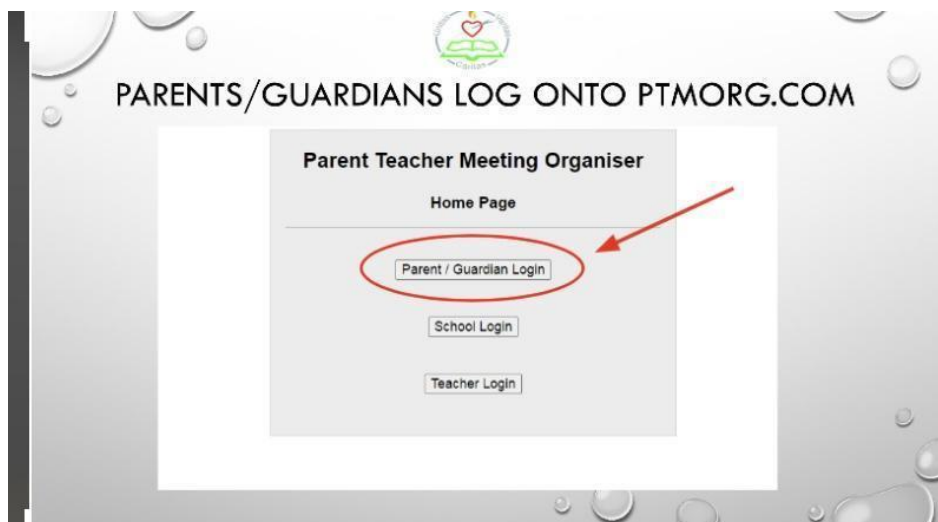 Caritas
PARENTS/GUARDIANS LOG ONTO PTMORG.COM
Parent Teacher Meeting Organiser
Home Page
Parent / Guardian Login
School Login
Teacher Login